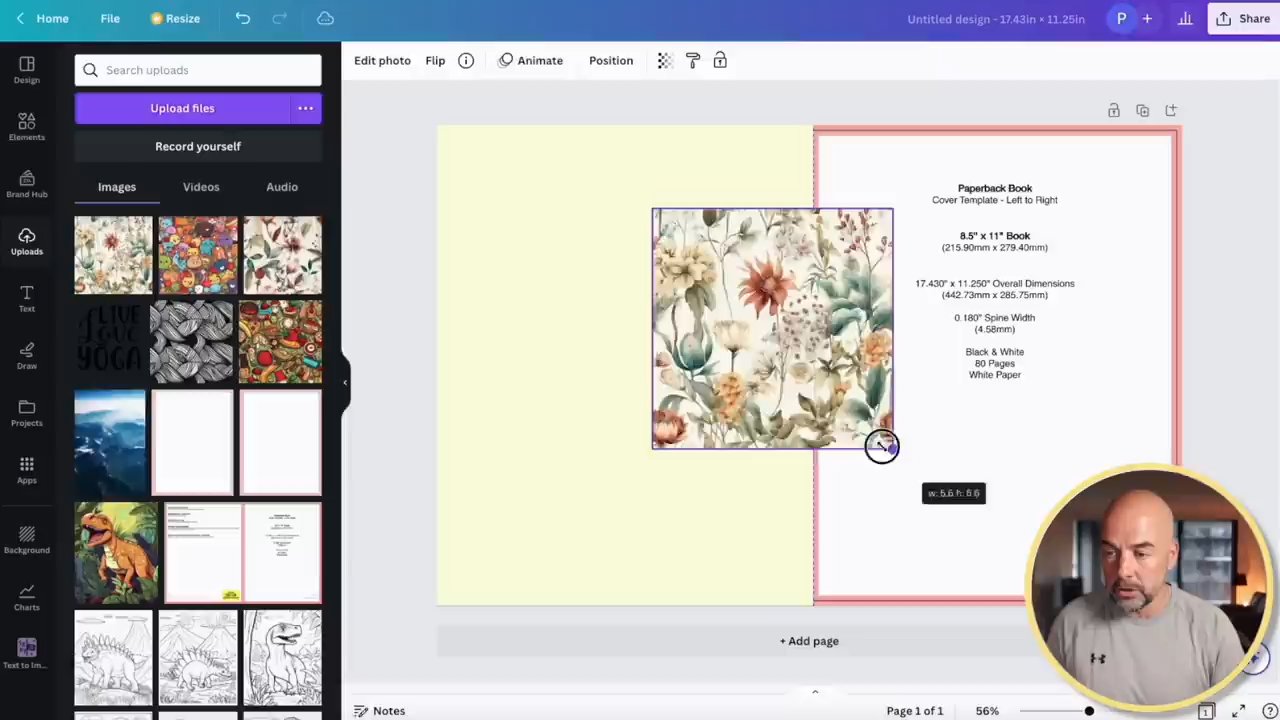 Home
File
Resize
Untitled design - 17.43in × 11.25in
P
+
Share
Design
Elements
Brand Hub
Uploads
Text
Draw
Projects
Apps
Background
Charts
Text to Im...
Search uploads
Upload files
Record yourself
Images
Videos
Audio
LIVE
LOVE
YOGA
Edit photo
Flip
Animate
Position
Paperback Book
Cover Template - Left to Right
8.5" x 11" Book
(215.90mm x 279.40mm)
17.430" x 11.250" Overall Dimensions
(442.73mm x 285.75mm)
0.180" Spine Width
(4.58mm)
Black & White
80 Pages
White Paper
+ Add page
Notes
Page 1 of 1
56%
1